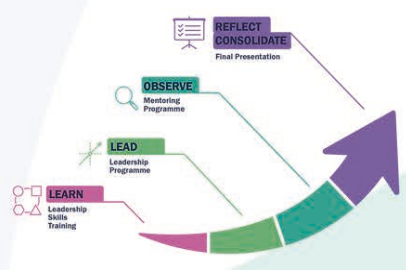 REFLECT
CONSOLIDATE
Final Presentation
OBSERVE
Mentoring
Programme
LEAD
Leadership
Programme
LEARN
Leadership
Skills
Training